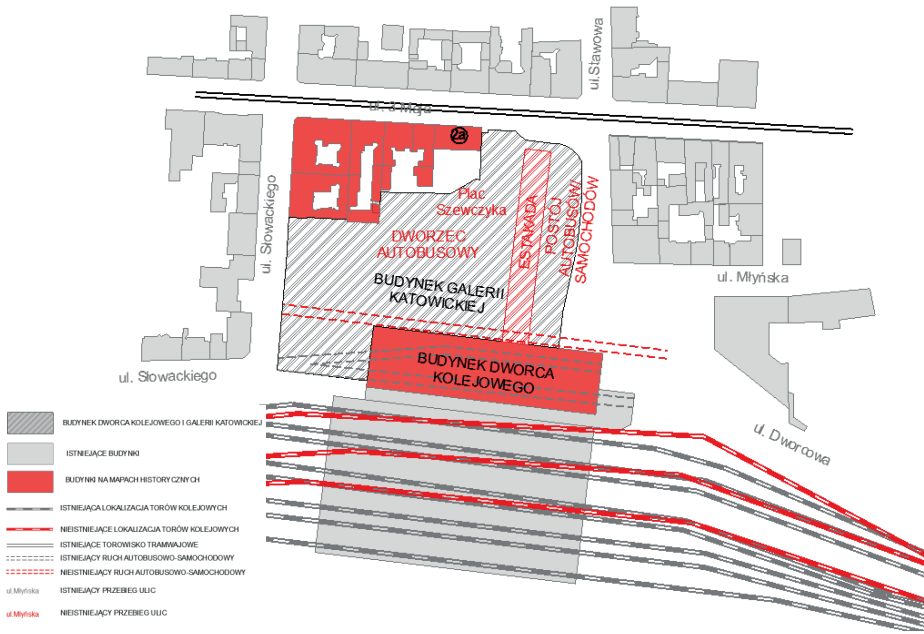 ul.Stawowa
ul. 3 Maju
2a
ul. Słowackiego
Plac
Szewczyka
DWORZEC
AUTOBUSOWY
ESTAKADA
POSTÓJ
AUTOBUSÓW/
SAMOCHODÓW
BUDYNEK GALERII
KATOWICKIEJ
ul. Młyńska
BUDYNEK DWORCA
KOLEJOWEGO
ul. Słowackiego
ul. Dworcowa
BUDYNEK DWORCA KOLEJOWEGO I GALERII KATOWICKIEJ
ISTNIEJĄCE BUDYNKI
BUDYNKI NA MAPACH HISTORYCZNYCH
ISTNIEJĄCA LOKALIZACJA TORÓW KOLEJOWYCH
NIEISTNIEJĄCE LOKALIZACJA TORÓW KOLEJOWYCH
ISTNIEJĄCE TOROWISKO TRAMWAJOWE
ISTNIEJĄCY RUCH AUTOBUSOWO-SAMOCHODOWY
NIEISTNIEJĄCY RUCH AUTOBUSOWO-SAMOCHODOWY
ul.Młyńska ISTNIEJĄCY PRZEBIEG ULIC
ul.Młyńska NIEISTNIEJĄCY PRZEBIEG ULIC